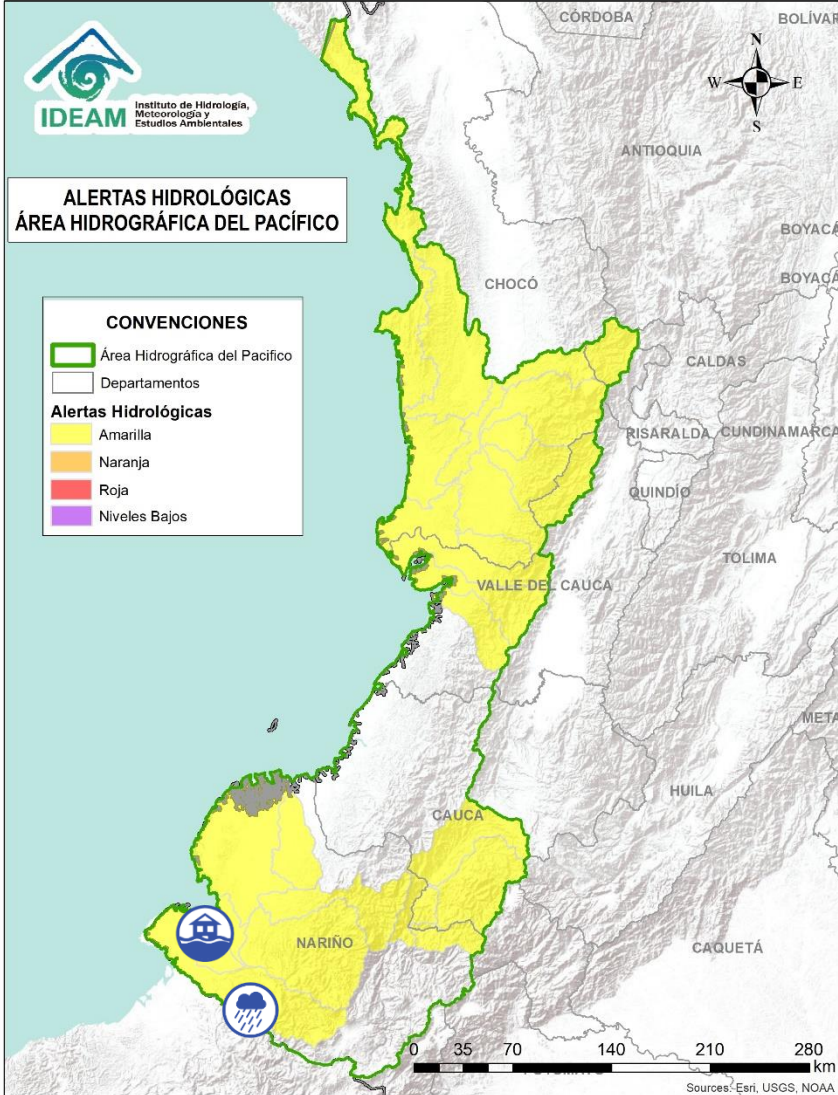 CÓRDOBA
BOLÍVAR
IDEAM
Instituto de Hidrología,
Meteorología y
Estudios Ambientales
N
W E
S
ANTIOQUIA
ALERTAS HIDROLÓGICAS
ÁREA HIDROGRÁFICA DEL PACÍFICO
BOYACÁ
BOYACÁ
CHOCÓ
CONVENCIONES
Área Hidrográfica del Pacifico
Departamentos
Alertas Hidrológicas
Amarilla
Naranja
Roja
Niveles Bajos
CALDAS
RISARALDA
CUNDINAMARCA
QUINDÍO
TOLIMA
VALLE DEL CAUCA
META
HUILA
CAUCA
NARIÑO
CAQUETÁ
0 35 70 140 210 280
km
Sources: Esri, USGS, NOAA